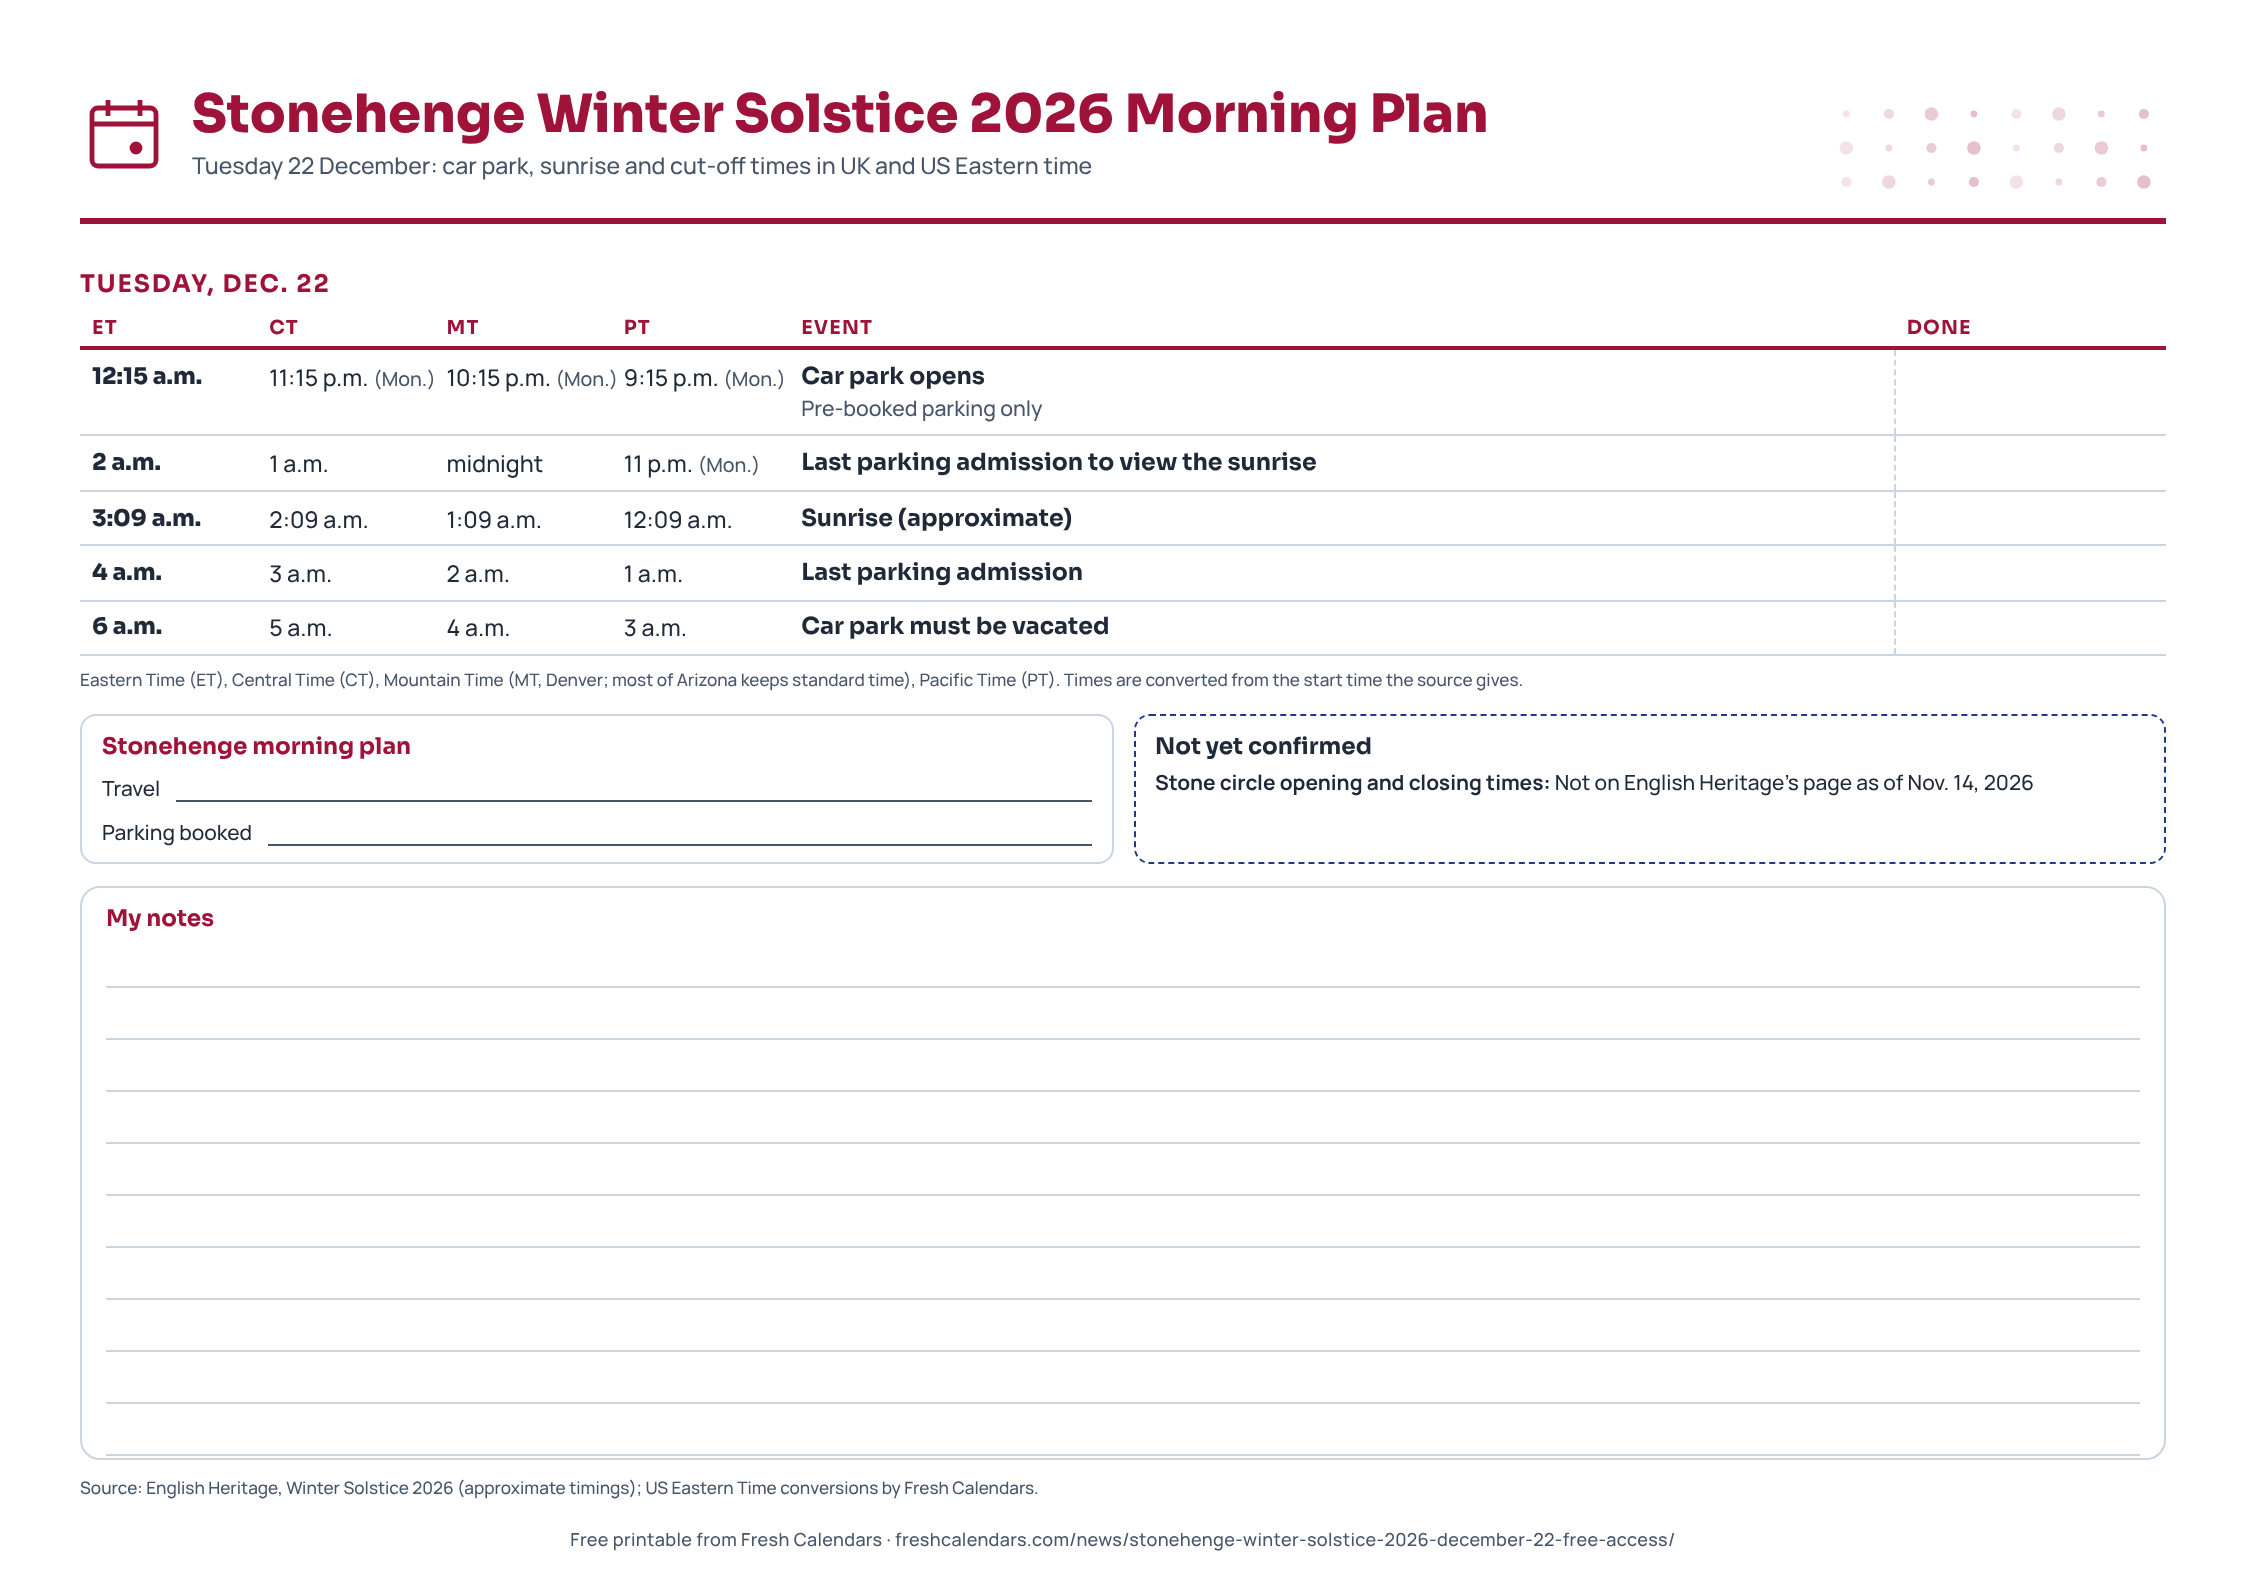 Stonehenge Winter Solstice 2026 Morning Plan
Tuesday 22 December: car park, sunrise and cut-off times in UK and US Eastern time
TUESDAY, DEC. 22
ET CT MT PT EVENT DONE
12:15 a.m. 11:15 p.m. (Mon.) 10:15 p.m. (Mon.) 9:15 p.m. (Mon.) Car park opens
Pre-booked parking only
2 a.m. 1 a.m. midnight 11 p.m. (Mon.) Last parking admission to view the sunrise
3:09 a.m. 2:09 a.m. 1:09 a.m. 12:09 a.m. Sunrise (approximate)
4 a.m. 3 a.m. 2 a.m. 1 a.m. Last parking admission
6 a.m. 5 a.m. 4 a.m. 3 a.m. Car park must be vacated
Eastern Time (ET), Central Time (CT), Mountain Time (MT, Denver; most of Arizona keeps standard time), Pacific Time (PT). Times are converted from the start time the source gives.
Stonehenge morning plan
Travel
Parking booked
Not yet confirmed
Stone circle opening and closing times: Not on English Heritage's page as of Nov. 14, 2026
My notes
Source: English Heritage, Winter Solstice 2026 (approximate timings); US Eastern Time conversions by Fresh Calendars.
Free printable from Fresh Calendars · freshcalendars.com/news/stonehenge-winter-solstice-2026-december-22-free-access/